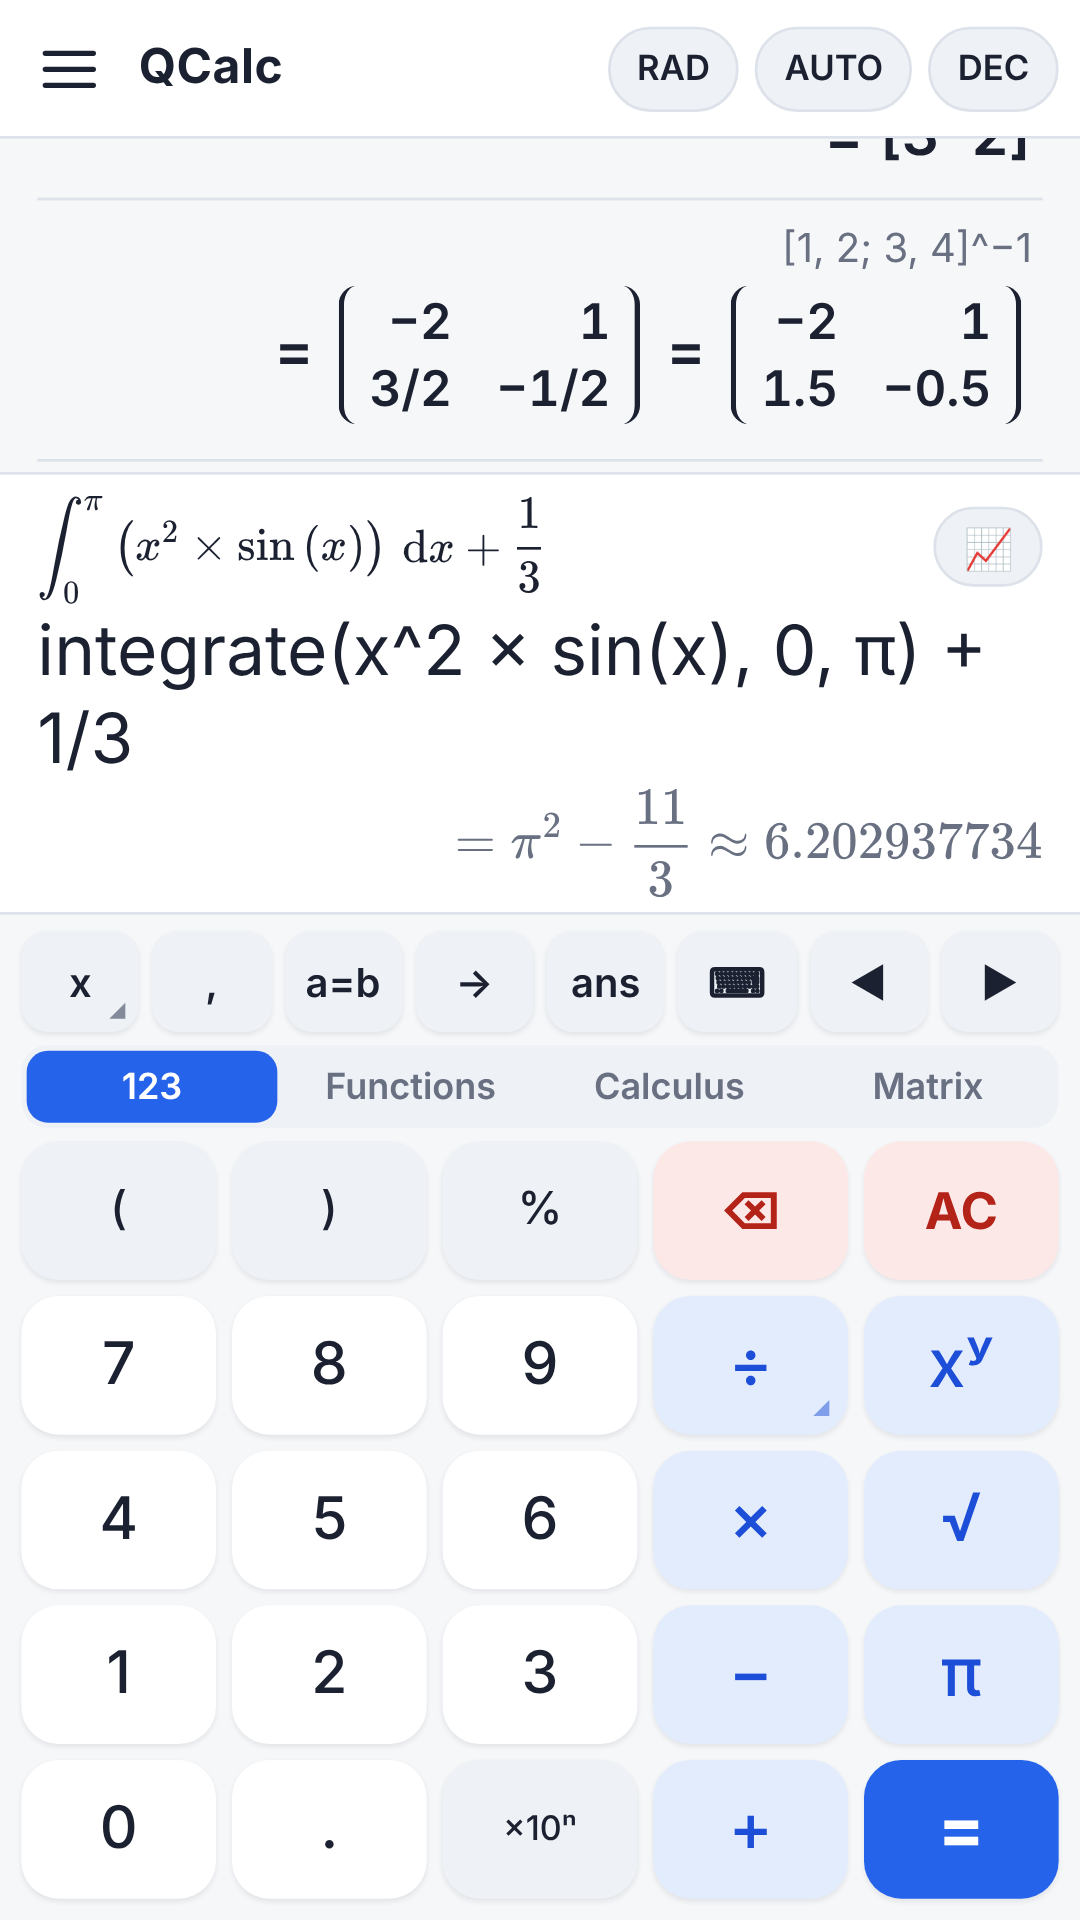 QCalc RAD AUTO DEC
= [3 2]
[1, 2; 3, 4]^−1
= ( −2 1 ) = ( −2 1 )
3/2 −1/2 1.5 −0.5
∫₀^π (x² × sin (x)) dx + 1/3
integrate(x^2 × sin(x), 0, π) +
1/3
= π² − 11/3 ≈ 6.202937734
x , a=b → ans ⌨ ◀ ▶
123 Functions Calculus Matrix
( ) % ⌫ AC
7 8 9 ÷ xʸ
4 5 6 × √
1 2 3 − π
0 . ×10ⁿ + =